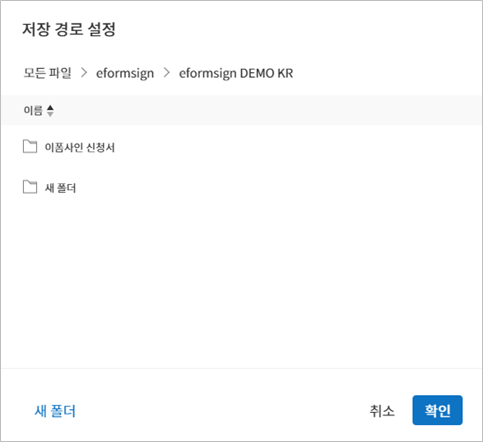 저장 경로 설정
모든 파일 > eformsign > eformsign DEMO KR
이름
이폼사인 신청서
새 폴더
새 폴더 취소 확인